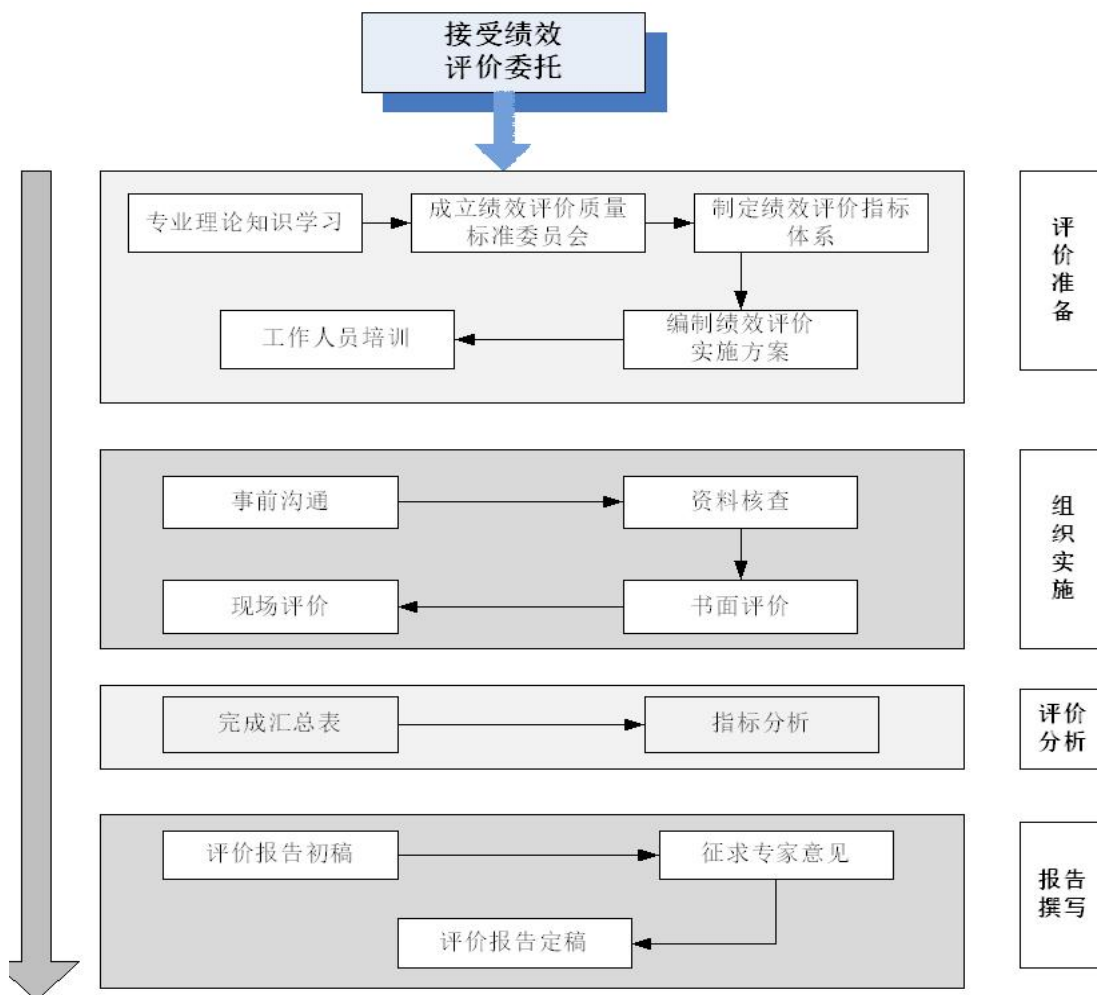 接受绩效
评价委托
专业理论知识学习
成立绩效评价质量
标准委员会
制定绩效评价指标
体系
编制绩效评价
实施方案
工作人员培训
评
价
准
备
事前沟通
资料核查
书面评价
现场评价
组
织
实
施
完成汇总表
指标分析
评价
分析
评价报告初稿
征求专家意见
评价报告定稿
报告
撰写